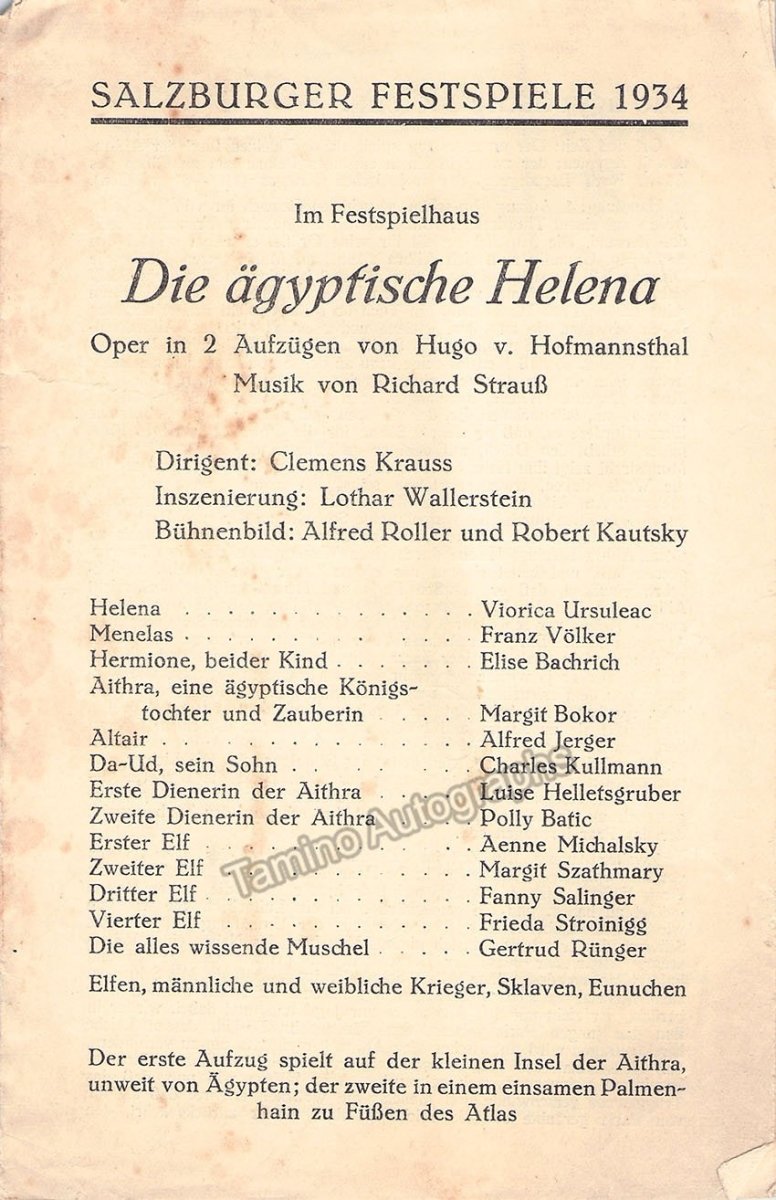 SALZBURGER FESTSPIELE 1934
Im Festspielhaus
Die ägyptische Helena
Oper in 2 Aufzügen von Hugo v. Hofmannsthal
Musik von Richard Strauß
Dirigent: Clemens Krauss
Inszenierung: Lothar Wallerstein
Bühnenbild: Alfred Roller und Robert Kautsky
Helena . . . . . . . . . . . . . . Viorica Ursuleac
Menelas . . . . . . . . . . . . . Franz Völker
Hermione, beider Kind . . . . . . Elise Bachrich
Aithra, eine ägyptische Königs-
tochter und Zauberin . . . . Margit Bokor
Altair . . . . . . . . . . . . . . Alfred Jerger
Da-Ud, sein Sohn . . . . . . . . Charles Kullmann
Erste Dienerin der Aithra . . . . Luise Helletsgruber
Zweite Dienerin der Aithra . . . . Polly Batic
Erster Elf . . . . . . . . . . . . Aenne Michalsky
Zweiter Elf . . . . . . . . . . . Margit Szathmary
Dritter Elf . . . . . . . . . . . . Fanny Salinger
Vierter Elf . . . . . . . . . . . Frieda Stroinigg
Die alles wissende Muschel . . . . . Gertrud Rünger
Tamino Autographs
Elfen, männliche und weibliche Krieger, Sklaven, Eunuchen
Der erste Aufzug spielt auf der kleinen Insel der Aithra,
unweit von Ägypten; der zweite in einem einsamen Palmen-
hain zu Füßen des Atlas